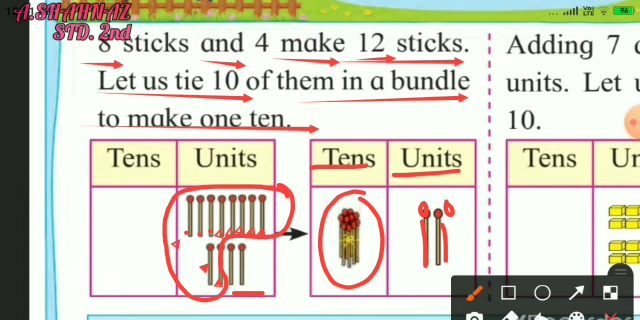 A.SHAHNAZ
STD. 2nd
96
8 sticks and 4 make 12 sticks.
Let us tie 10 of them in a bundle
to make one ten.
Adding 7
units. Let
10.
Tens Units
Tens Units
Tens